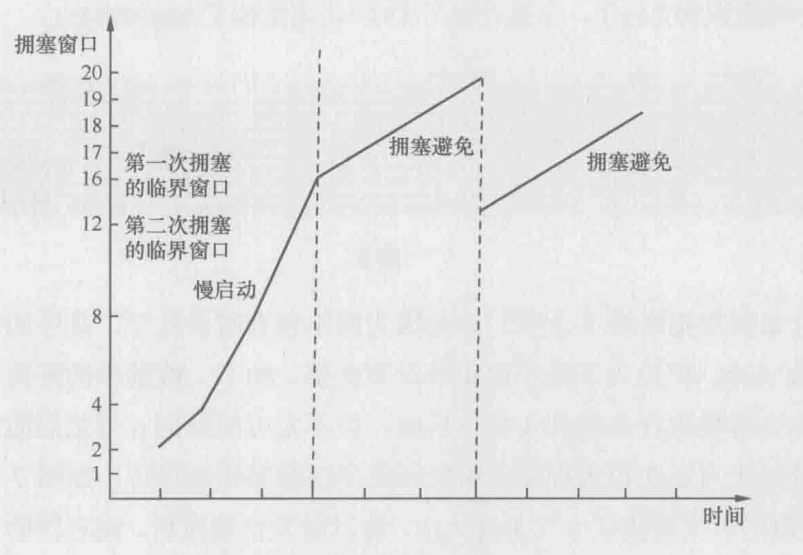 拥塞窗口
20
19
18
17
16
12
8
4
2
1
第一次拥塞
的临界窗口
第二次拥塞
的临界窗口
慢启动
拥塞避免
拥塞避免
时间